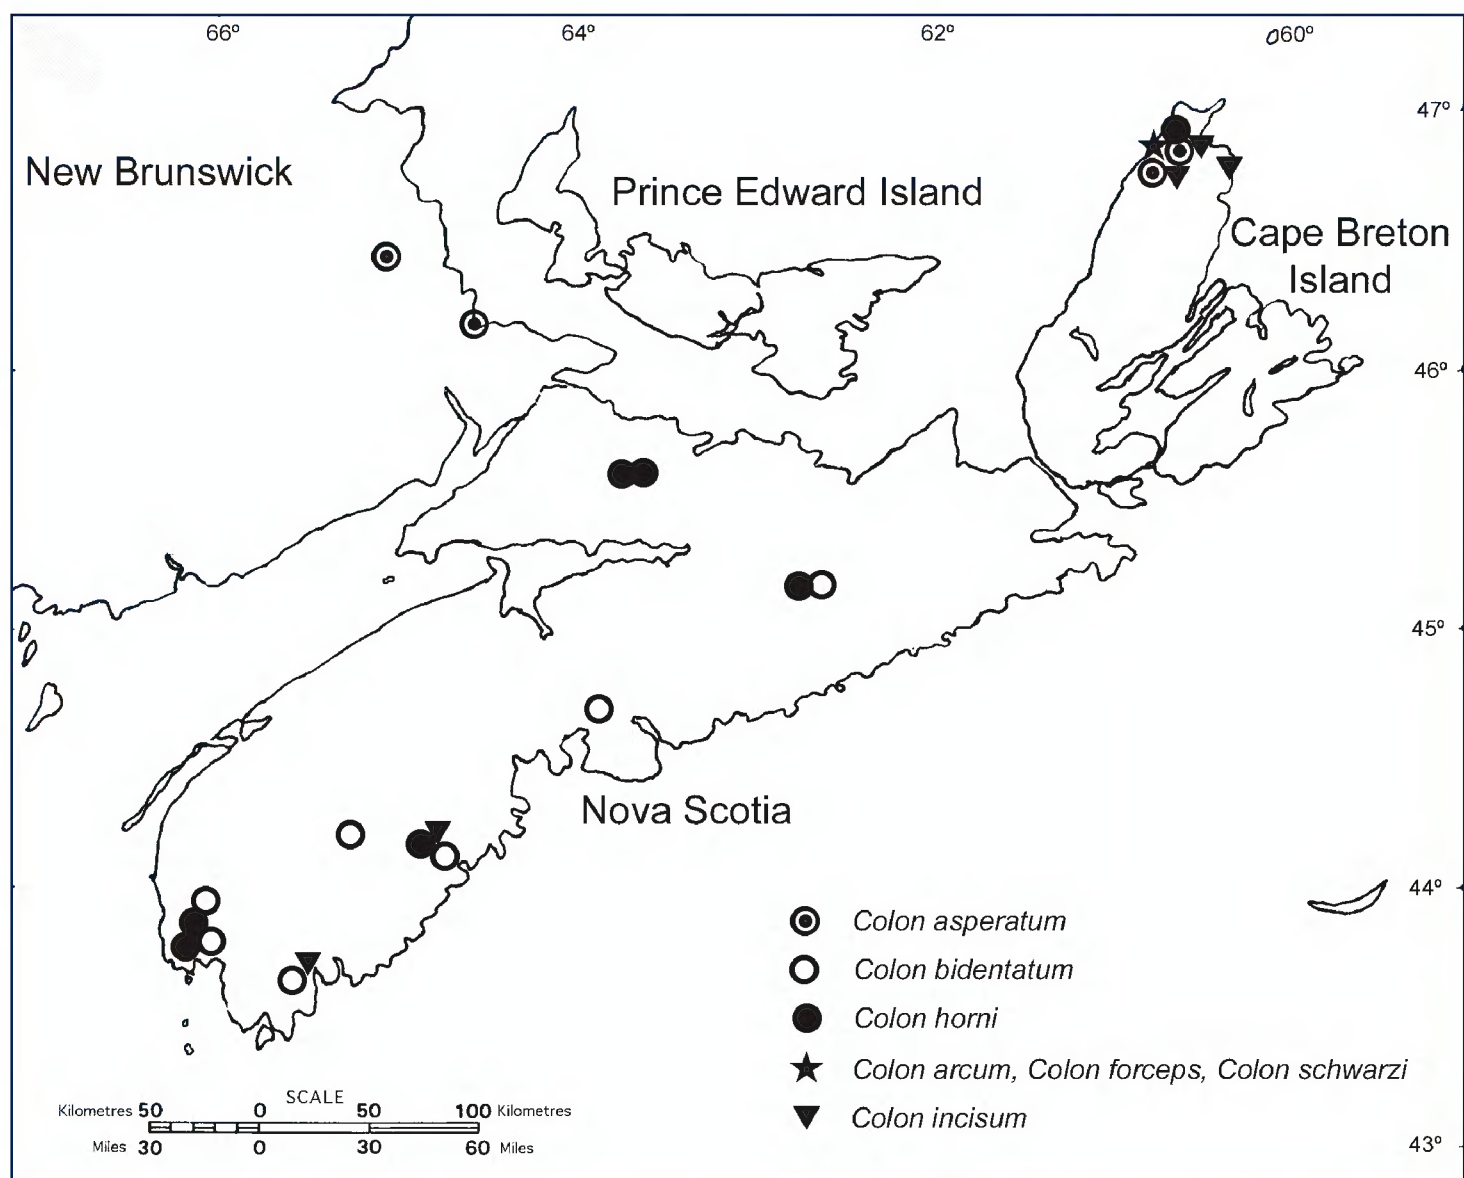 66º 64º 62º 60º
47º
New Brunswick
Prince Edward Island
Cape Breton
Island
46º
45º
Nova Scotia
44º
Colon asperatum
Colon bidentatum
Colon horni
Colon arcum, Colon forceps, Colon schwarzi
Colon incisum
SCALE
Kilometres 50 0 50 100 Kilometres
Miles 30 0 30 60 Miles
43º